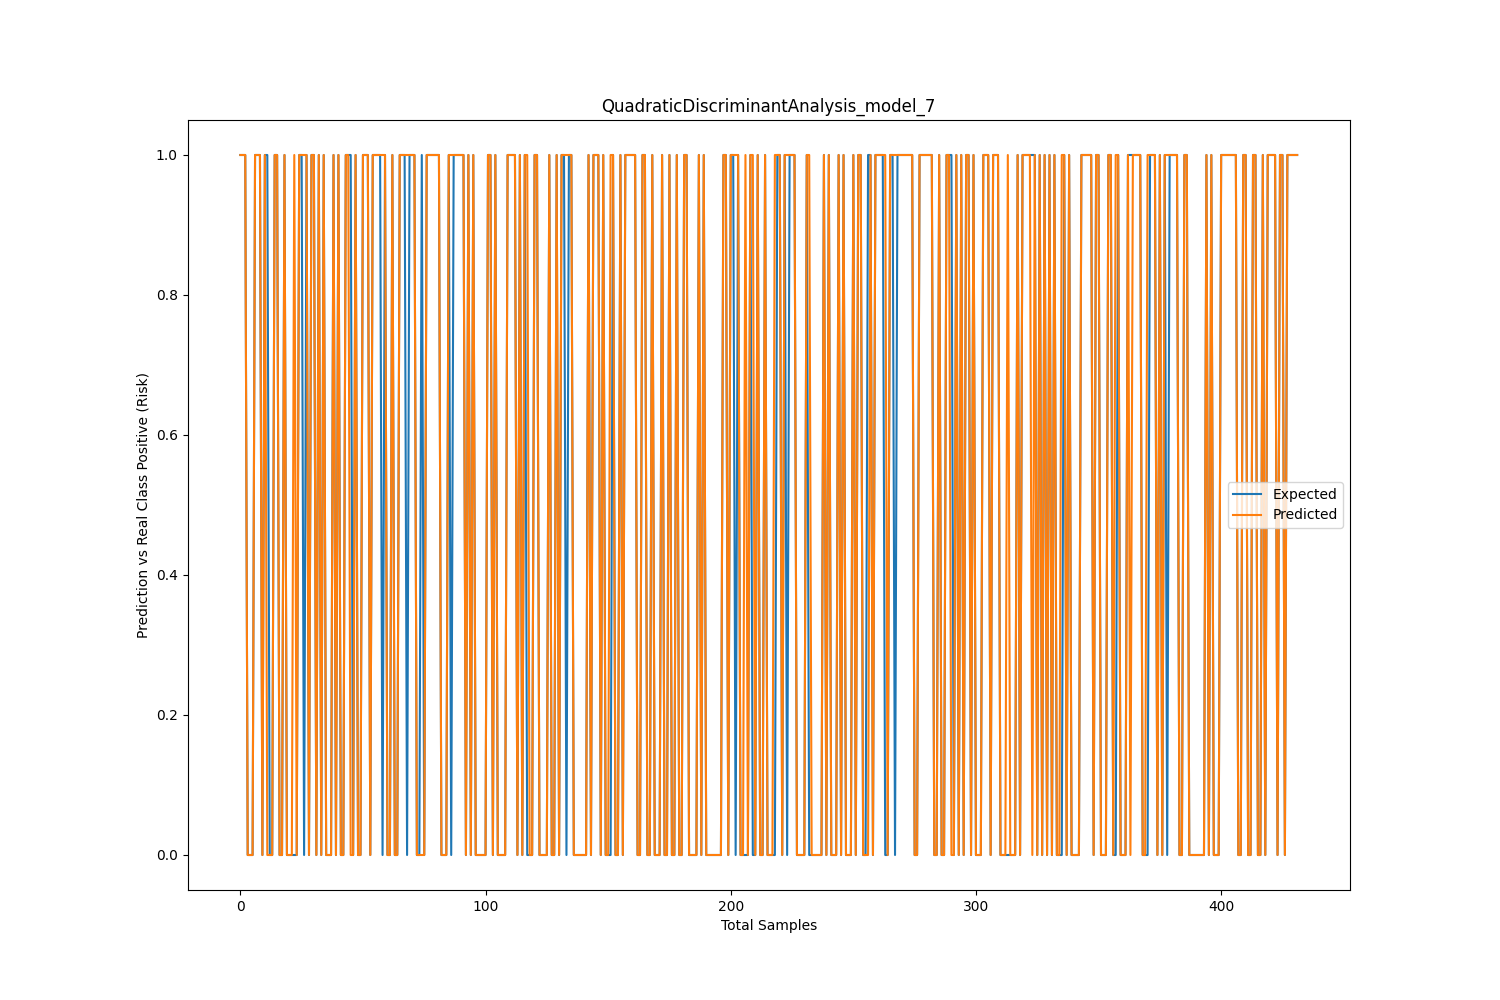 QuadraticDiscriminantAnalysis_model_7
1.0
0.8
0.6
0.4
0.2
0.0
Prediction vs Real Class Positive (Risk)
Expected
Predicted
0
100
200
300
400
Total Samples